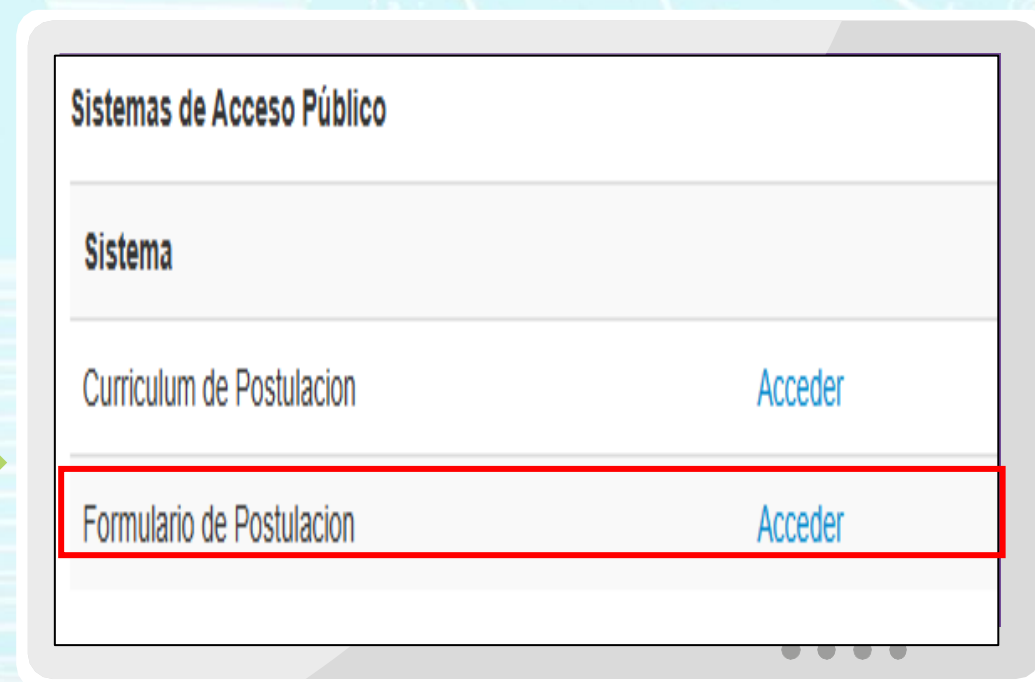 Sistemas de Acceso Público
Sistema
Curriculum de Postulacion Acceder
Formulario de Postulacion Acceder